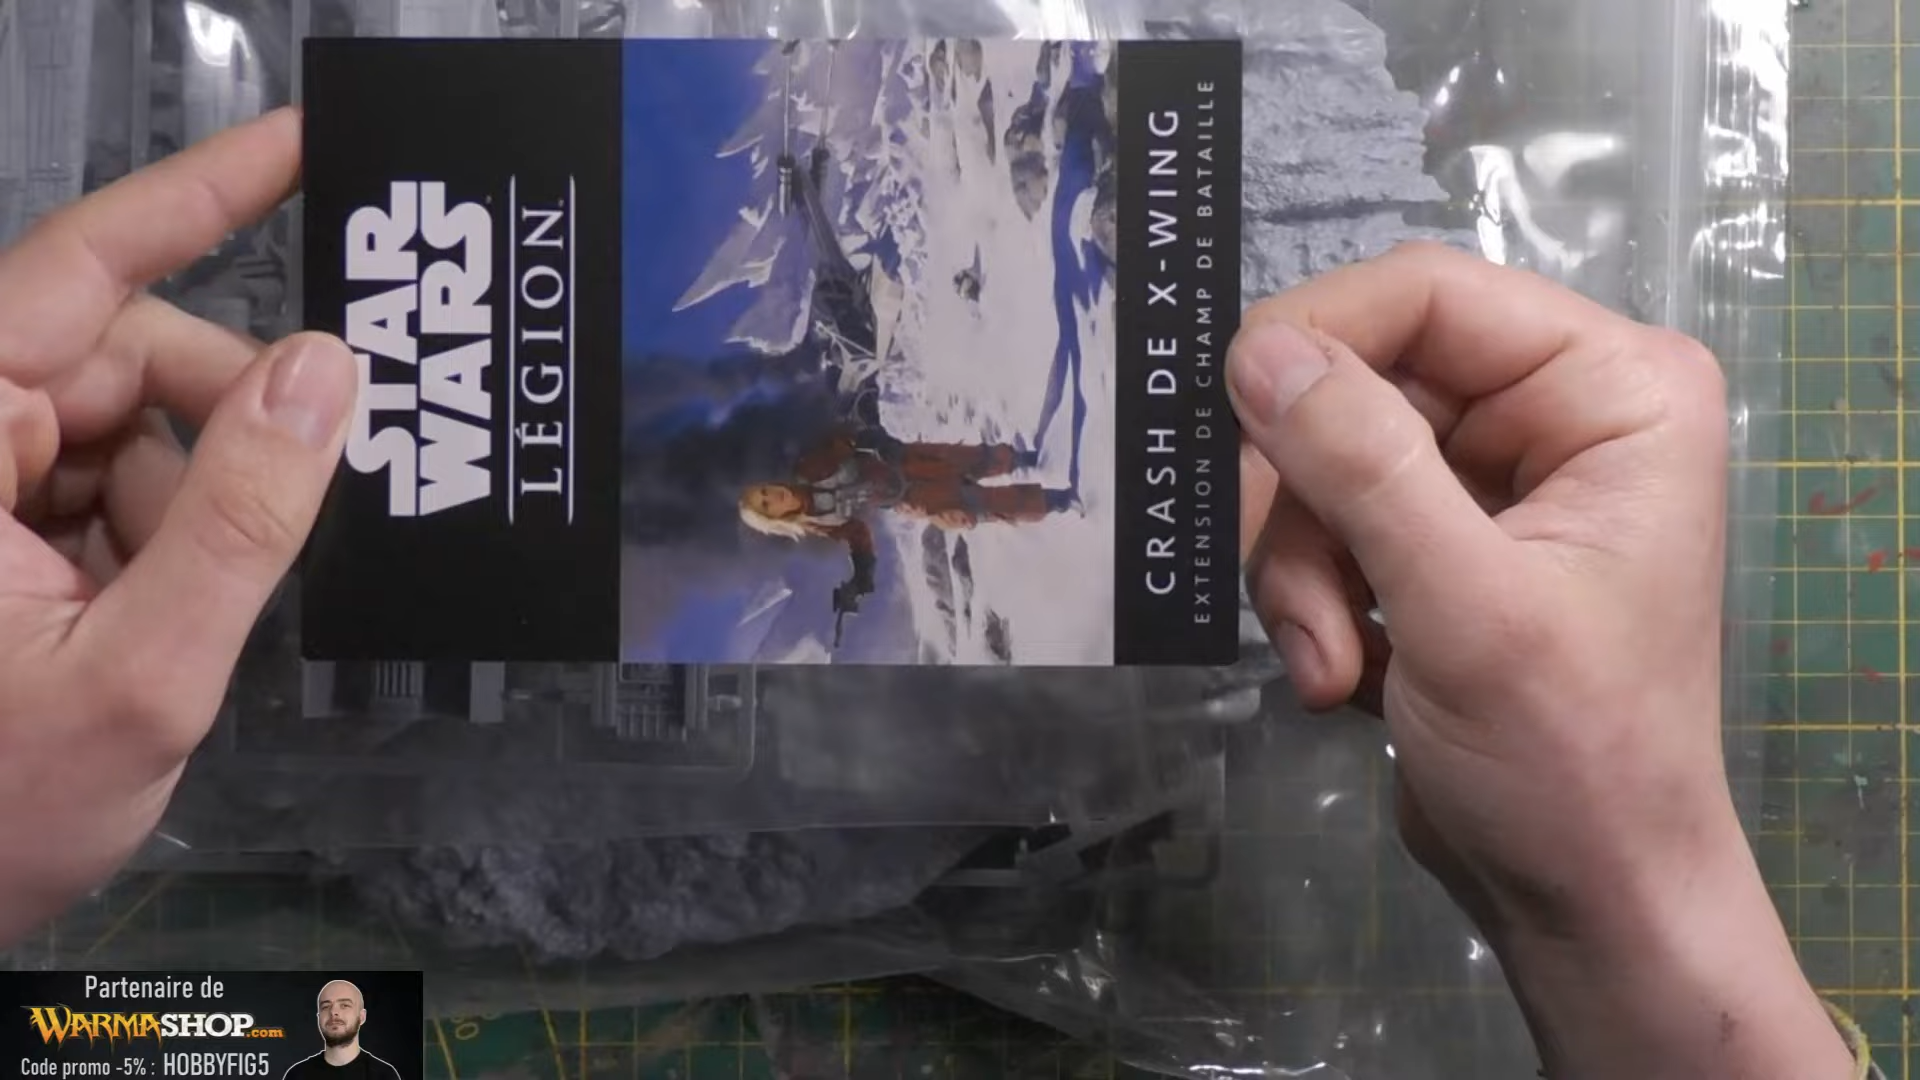 STAR
WARS
LÉGION
CRASH DE X-WING
EXTENSION DE CHAMP DE BATAILLE
Partenaire de
WARMASHOP.com
Code promo -5% : HOBBYFIG5